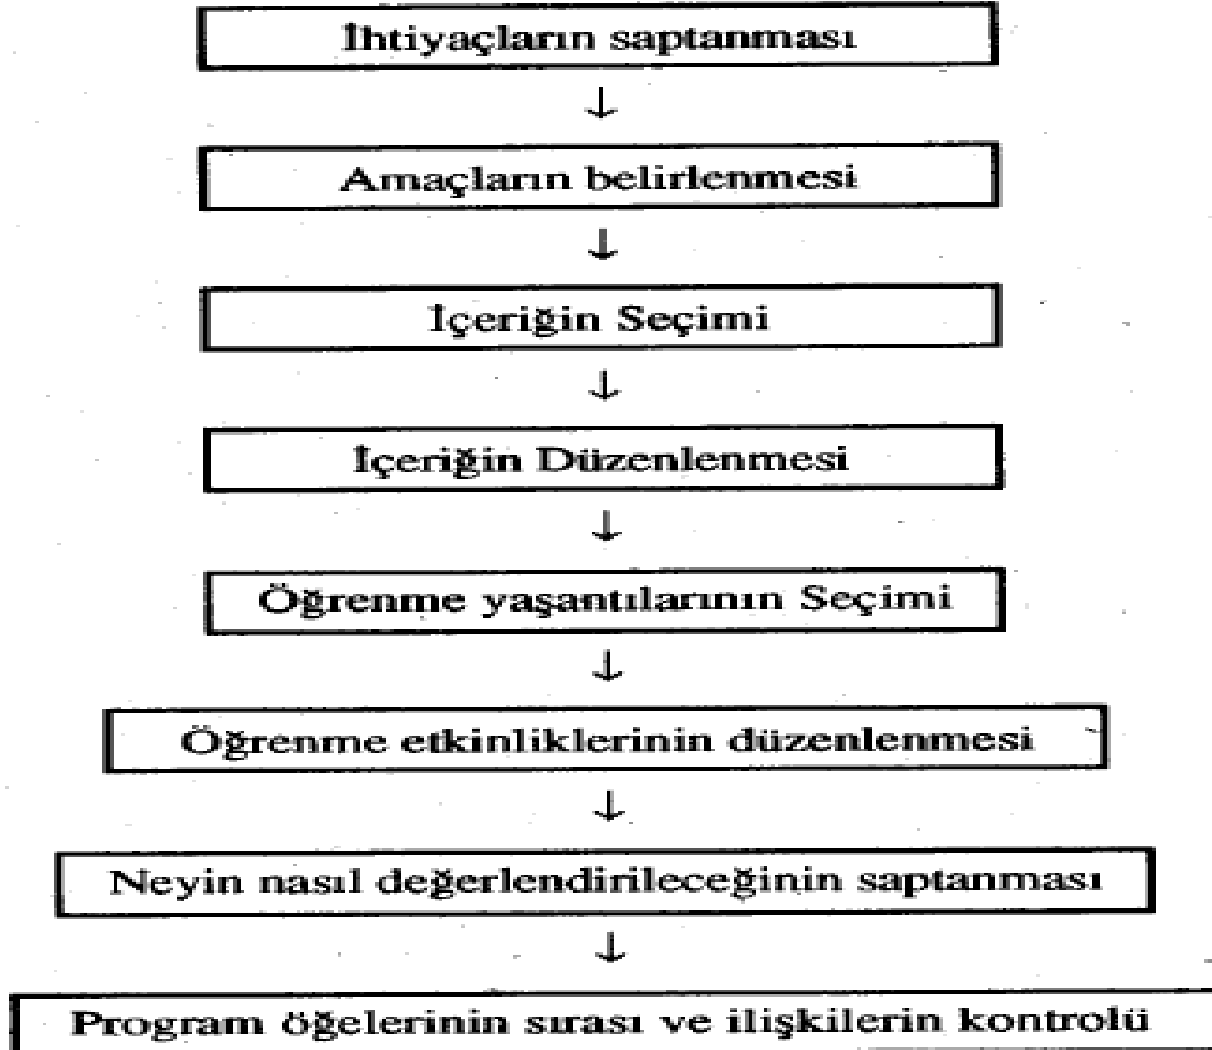 İhtiyaçların saptanması
↓
Amaçların belirlenmesi
↓
İçeriğin Seçimi
↓
İçeriğin Düzenlenmesi
↓
Öğrenme yaşantılarının Seçimi
↓
Öğrenme etkinliklerinin düzenlenmesi
↓
Neyin nasıl değerlendirileceğinin saptanması
↓
Program öğelerinin sırası ve ilişkilerin kontrolü